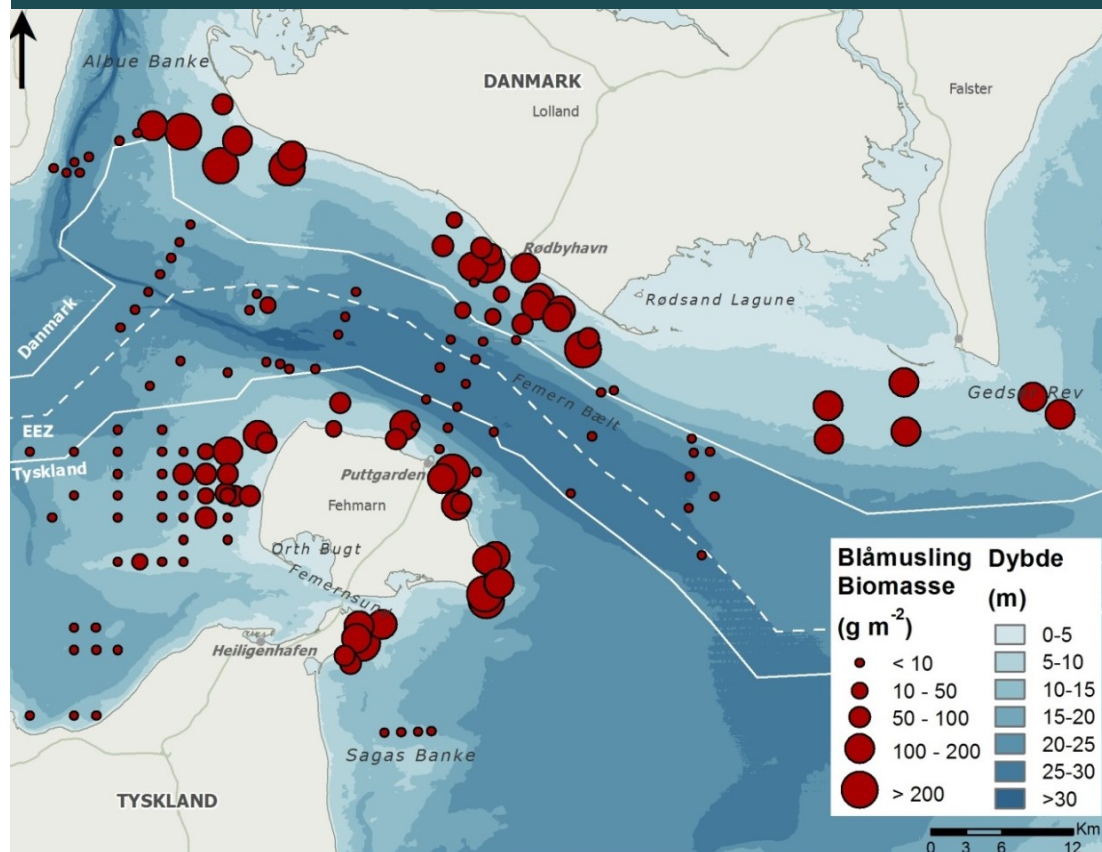 Albue Banke
DANMARK
Lolland
Falster
Rødbyhavn
Rødsand Lagune
Danmark
Femern Bælt
Gedser Rev
EEZ
Tyskland
Puttgarden
Fehmarn
Orth Bugt
Femernsund
Heiligenhafen
Sagas Banke
TYSKLAND
Blåmusling
Biomasse
(g m⁻²)
< 10
10 - 50
50 - 100
100 - 200
> 200
Dybde
(m)
0-5
5-10
10-15
15-20
20-25
25-30
>30
Km
0 3 6 12